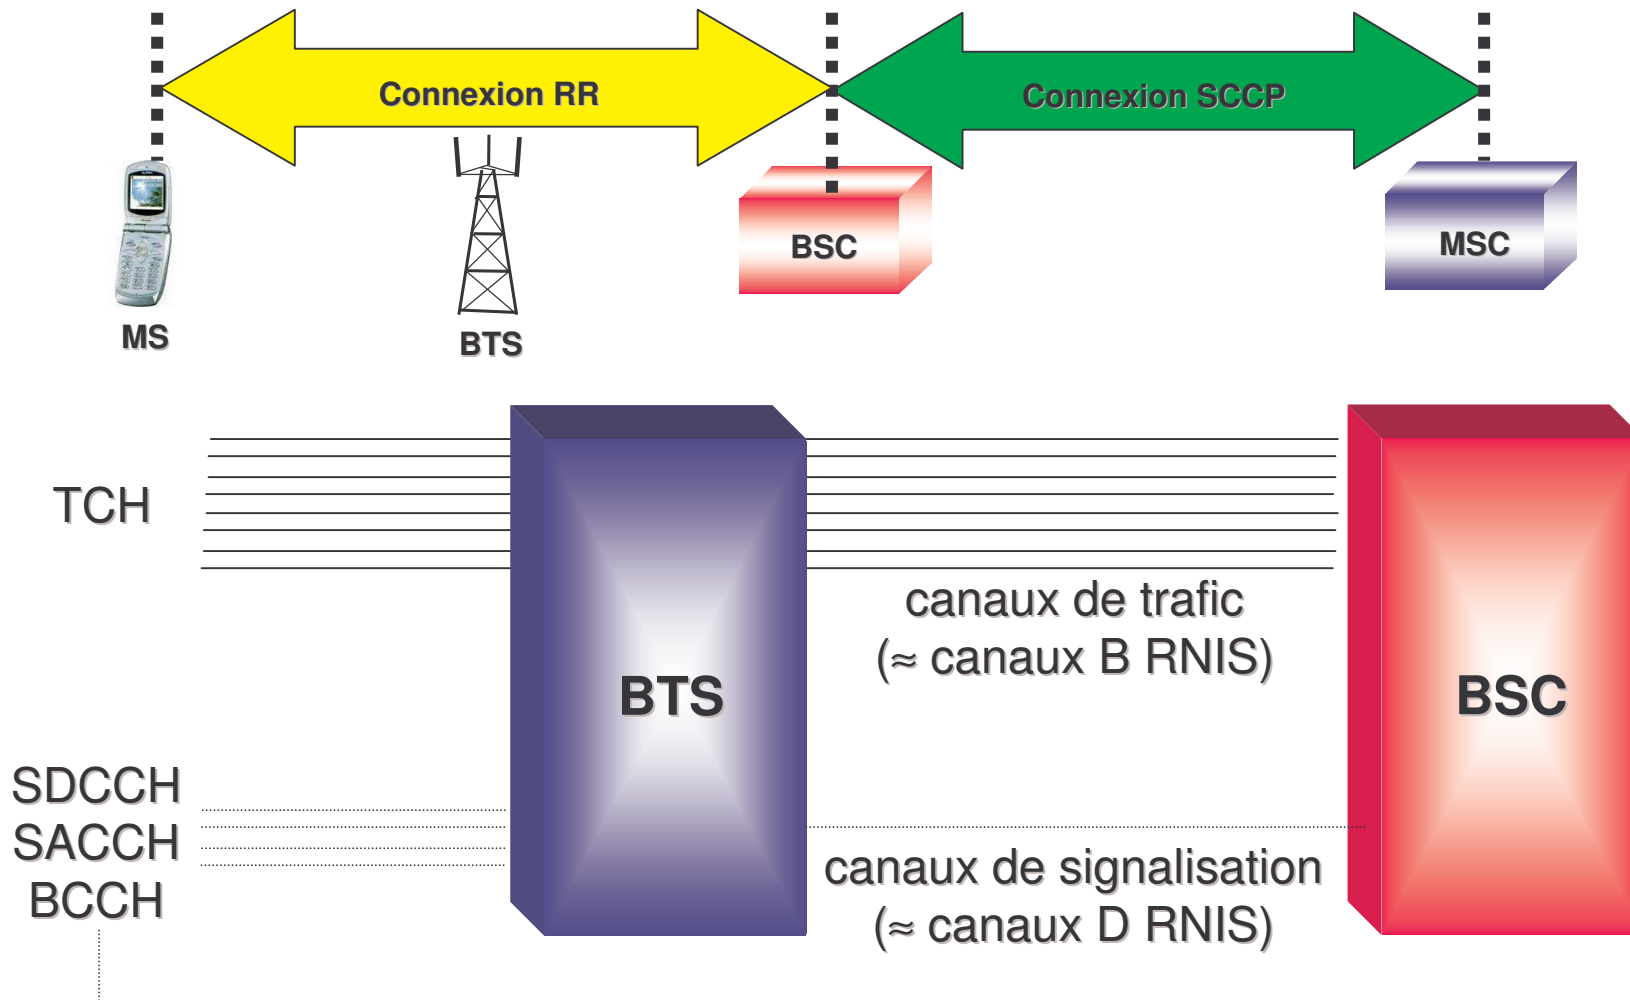 Connexion RR
Connexion SCCP
BSC
MSC
MS
BTS
TCH
canaux de trafic
(≈ canaux B RNIS)
BTS
BSC
SDCCH
SACCH
BCCH
canaux de signalisation
(≈ canaux D RNIS)